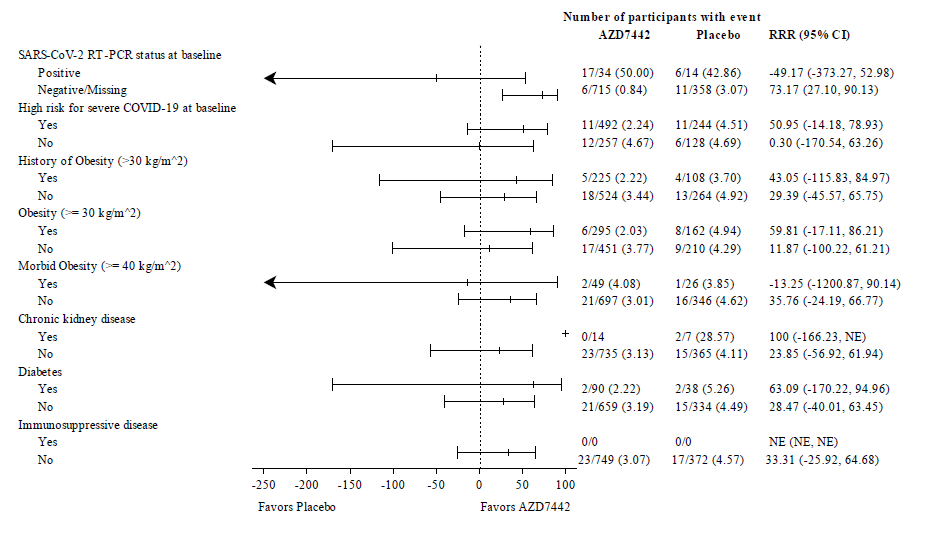 Number of participants with event
AZD7442 Placebo RRR (95% CI)
SARS-CoV-2 RT-PCR status at baseline
Positive 17/34 (50.00) 6/14 (42.86) -49.17 (-373.27, 52.98)
Negative/Missing 6/715 (0.84) 11/358 (3.07) 73.17 (27.10, 90.13)
High risk for severe COVID-19 at baseline
Yes 11/492 (2.24) 11/244 (4.51) 50.95 (-14.18, 78.93)
No 12/257 (4.67) 6/128 (4.69) 0.30 (-170.54, 63.26)
History of Obesity (>30 kg/m^2)
Yes 5/225 (2.22) 4/108 (3.70) 43.05 (-115.83, 84.97)
No 18/524 (3.44) 13/264 (4.92) 29.39 (-45.57, 65.75)
Obesity (>= 30 kg/m^2)
Yes 6/295 (2.03) 8/162 (4.94) 59.81 (-17.11, 86.21)
No 17/451 (3.77) 9/210 (4.29) 11.87 (-100.22, 61.21)
Morbid Obesity (>= 40 kg/m^2)
Yes 2/49 (4.08) 1/26 (3.85) -13.25 (-1200.87, 90.14)
No 21/697 (3.01) 16/346 (4.62) 35.76 (-24.19, 66.77)
Chronic kidney disease
Yes 0/14 2/7 (28.57) 100 (-166.23, NE)
No 23/735 (3.13) 15/365 (4.11) 23.85 (-56.92, 61.94)
Diabetes
Yes 2/90 (2.22) 2/38 (5.26) 63.09 (-170.22, 94.96)
No 21/659 (3.19) 15/334 (4.49) 28.47 (-40.01, 63.45)
Immunosuppressive disease
Yes 0/0 0/0 NE (NE, NE)
No 23/749 (3.07) 17/372 (4.57) 33.31 (-25.92, 64.68)
-250 -200 -150 -100 -50 0 50 100
Favors Placebo Favors AZD7442